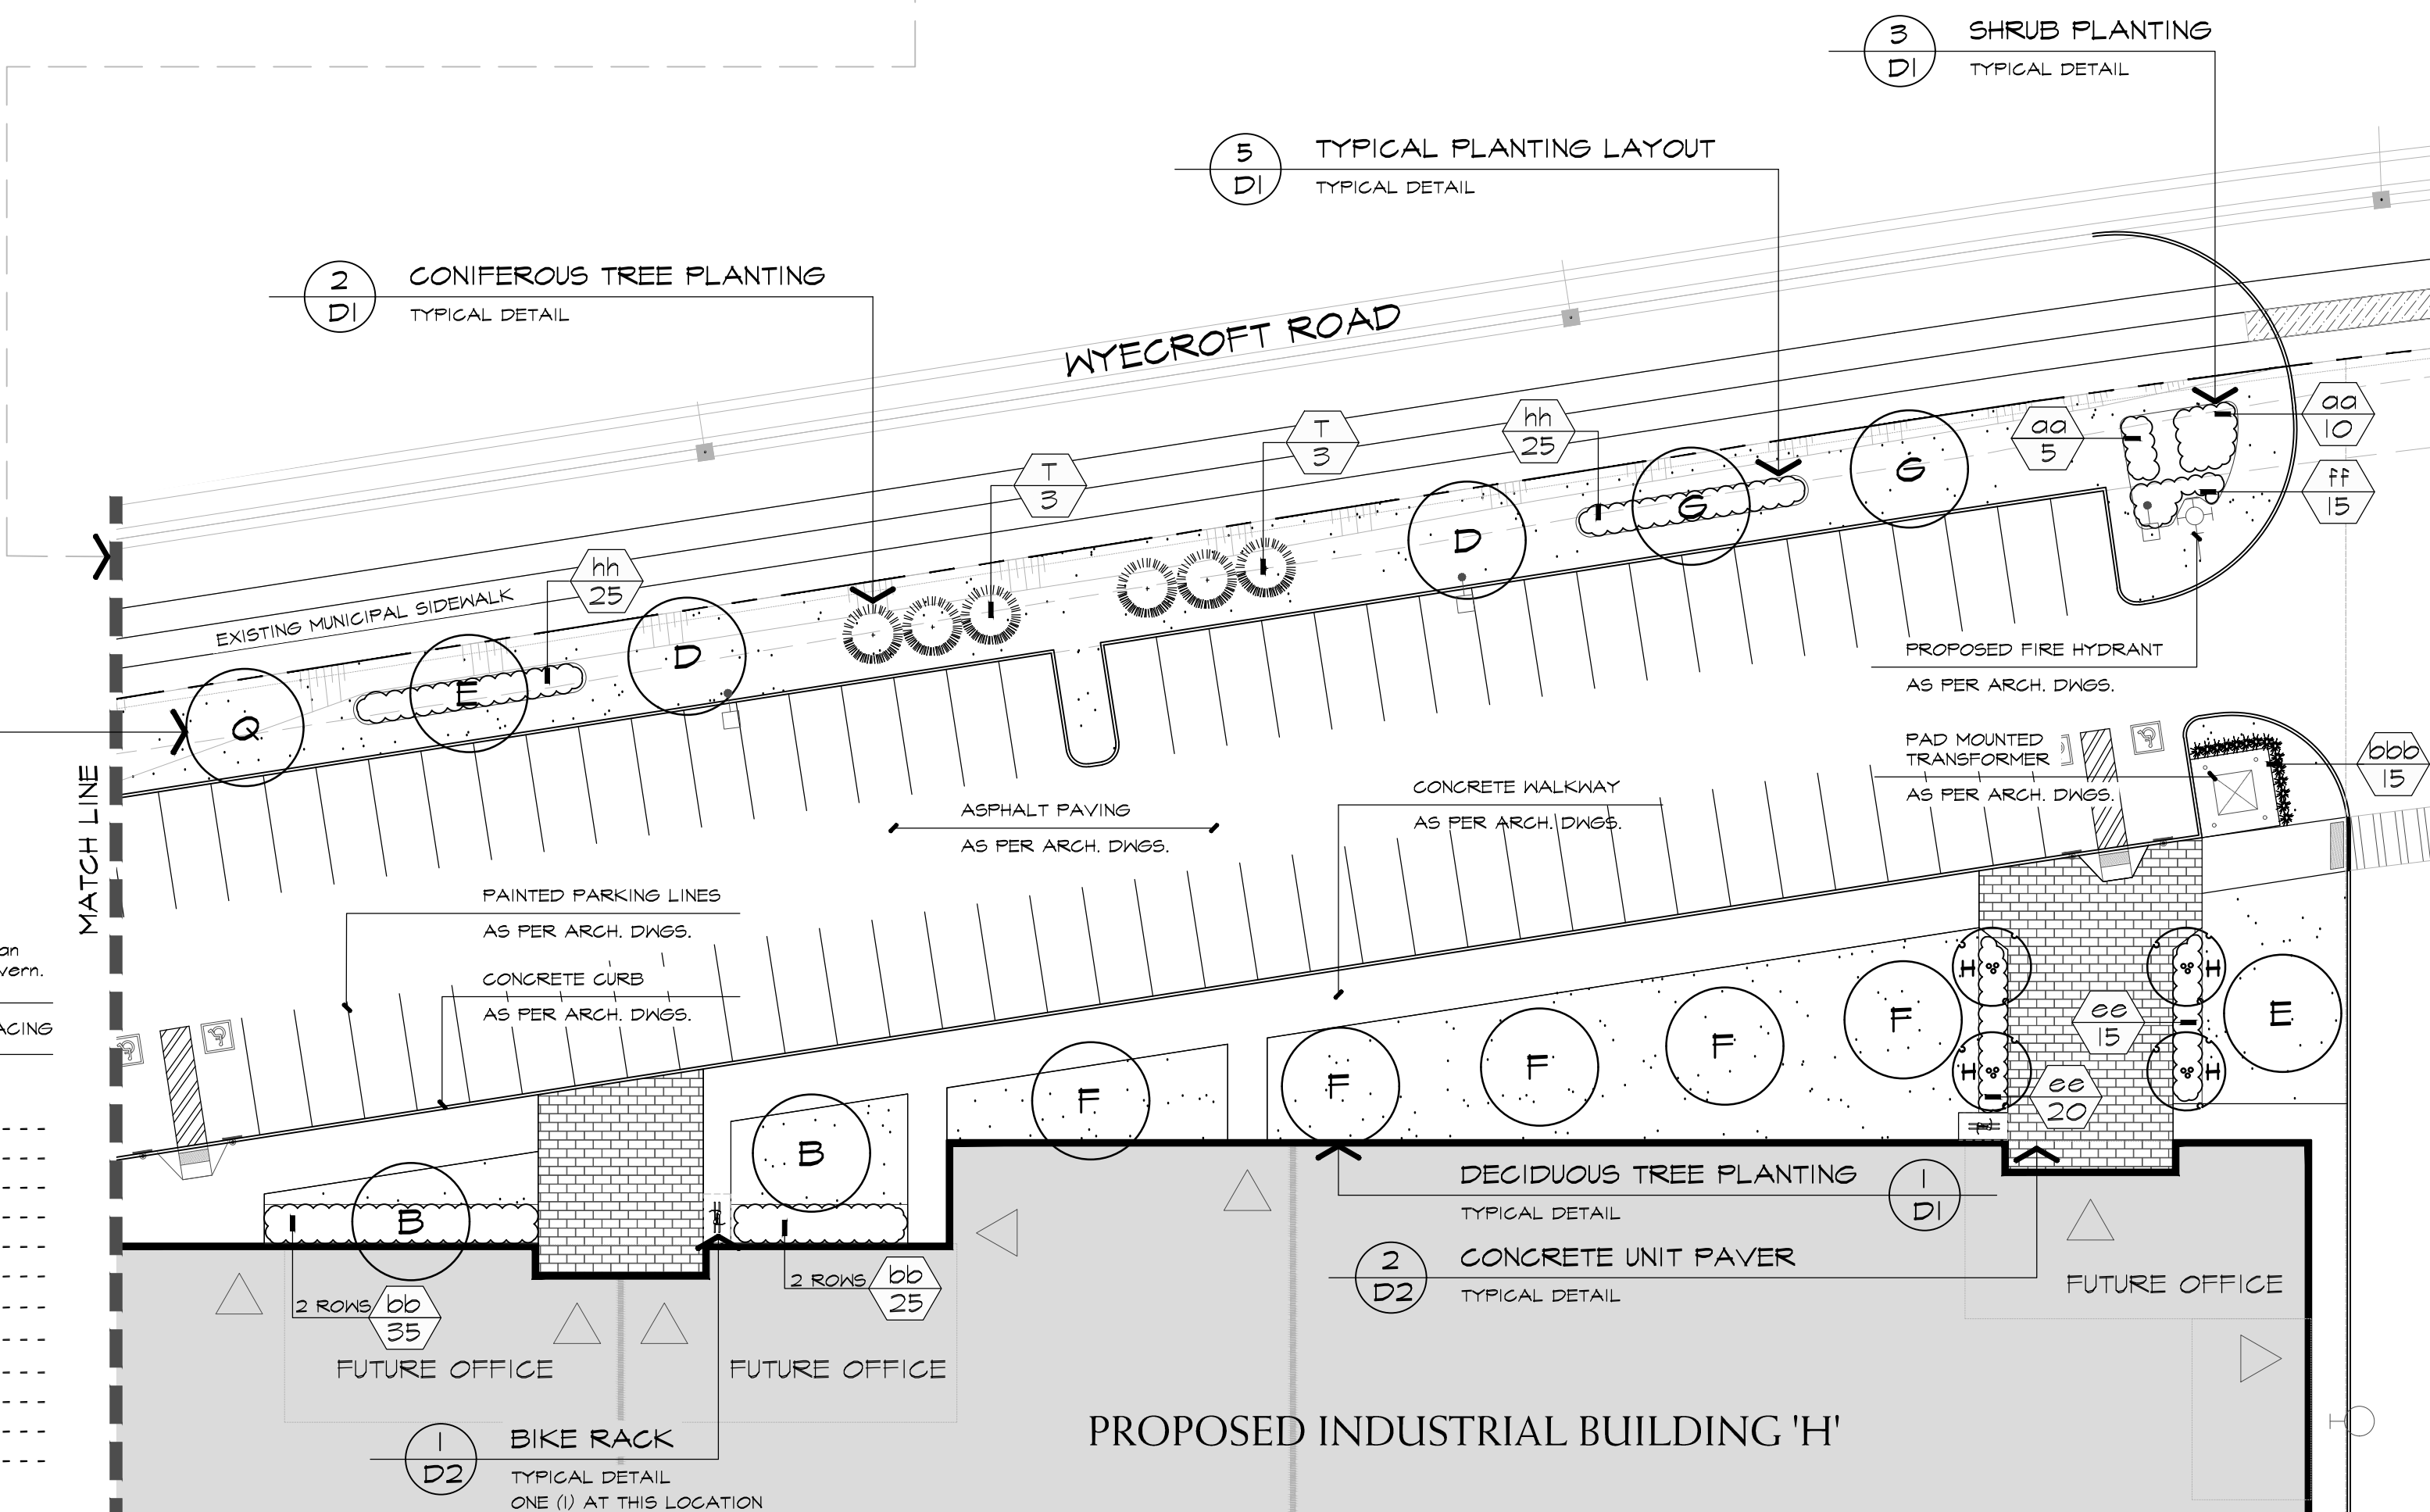 3
D1
SHRUB PLANTING
TYPICAL DETAIL
5
D1
TYPICAL PLANTING LAYOUT
TYPICAL DETAIL
2
D1
CONIFEROUS TREE PLANTING
TYPICAL DETAIL
WYECROFT ROAD
aa
10
aa
5
ff
15
hh
25
T
3
T
3
hh
25
G
G
D
D
E
Q
EXISTING MUNICIPAL SIDEWALK
PROPOSED FIRE HYDRANT
AS PER ARCH. DWGS.
PAD MOUNTED
TRANSFORMER
AS PER ARCH. DWGS.
bbb
15
MATCH LINE
ASPHALT PAVING
AS PER ARCH. DWGS.
CONCRETE WALKWAY
AS PER ARCH. DWGS.
PAINTED PARKING LINES
AS PER ARCH. DWGS.
CONCRETE CURB
AS PER ARCH. DWGS.
an
vern.
ACING
H
H
H
H
E
ee
15
ee
20
F
F
F
F
F
B
B
DECIDUOUS TREE PLANTING
TYPICAL DETAIL
1
D1
2
D2
CONCRETE UNIT PAVER
TYPICAL DETAIL
2 ROWS
bb
25
2 ROWS
bb
35
FUTURE OFFICE
FUTURE OFFICE
FUTURE OFFICE
PROPOSED INDUSTRIAL BUILDING 'H'
1
D2
BIKE RACK
TYPICAL DETAIL
ONE (1) AT THIS LOCATION